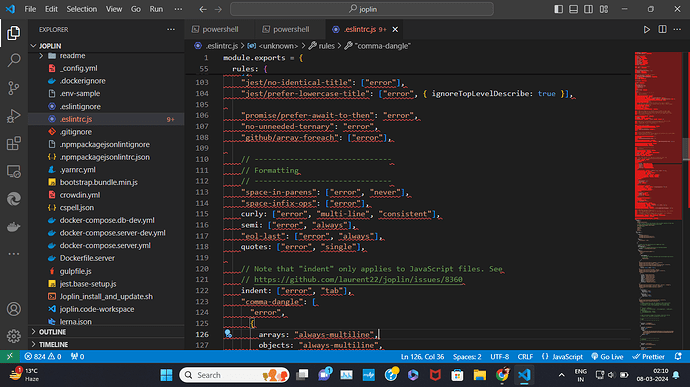 File
Edit
Selection
View
Go
joplin
EXPLORER
powershell
powershell
.eslintrc.js 9+
JOPLIN
.eslintrc.js > <unknown> > rules > "comma-dangle"
readme
_config.yml
.dockerignore
.env-sample
.eslintignore
.eslintrc.js 9+
.gitignore
.npmpackagejsonlintignore
.npmpackagejsonlintrc.json
.yarnrc.yml
bootstrap.bundle.min.js
crowdin.yml
cspell.json
docker-compose.db-dev.yml
docker-compose.server-dev.yml
docker-compose.server.yml
Dockerfile.server
gulpfile.js
jest.base-setup.js
Joplin_install_and_update.sh
joplin.code-workspace
lerna.json
OUTLINE
TIMELINE
1 module.exports = {
55 rules: {
103 "jest/no-identical-title": ["error"],
104 "jest/prefer-lowercase-title": ["error", { ignoreTopLevelDescribe: true }],
105
106 "promise/prefer-await-to-then": "error",
107 "no-unneeded-ternary": "error",
108 "github/array-foreach": ["error"],
109
110 // -------------------------------
111 // Formatting
112 // -------------------------------
113 "space-in-parens": ["error", "never"],
114 "space-infix-ops": ["error"],
115 curly: ["error", "multi-line", "consistent"],
116 semi: ["error", "always"],
117 "eol-last": ["error", "always"],
118 quotes: ["error", "single"],
119
120 // Note that "indent" only applies to JavaScript files. See
121 // https://github.com/laurent22/joplin/issues/8360
122 indent: ["error", "tab"],
123 "comma-dangle": [
124 "error",
125 {
126 arrays: "always-multiline",
127 objects: "always-multiline",
824 0 0
Ln 126, Col 36
Spaces: 2
UTF-8
CRLF
{} JavaScript
Go Live
Prettier
13°C
Haze
Search
ENG
IN
02:10
08-03-2024